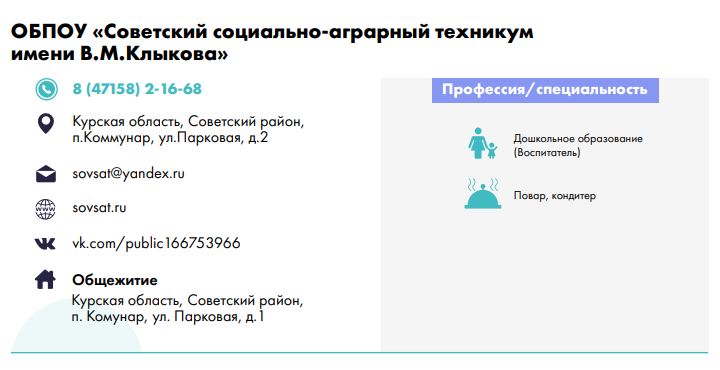 ОБПОУ «Советский социально-аграрный техникум
имени В.М.Клыкова»
8 (47158) 2-16-68
Курская область, Советский район,
п.Коммунар, ул.Парковая, д.2
sovsat@yandex.ru
www
sovsat.ru
vk.com/public166753966
Общежитие
Курская область, Советский район,
п. Комунар, ул. Парковая, д.1
Профессия/специальность
Дошкольное образование
(Воспитатель)
Повар, кондитер